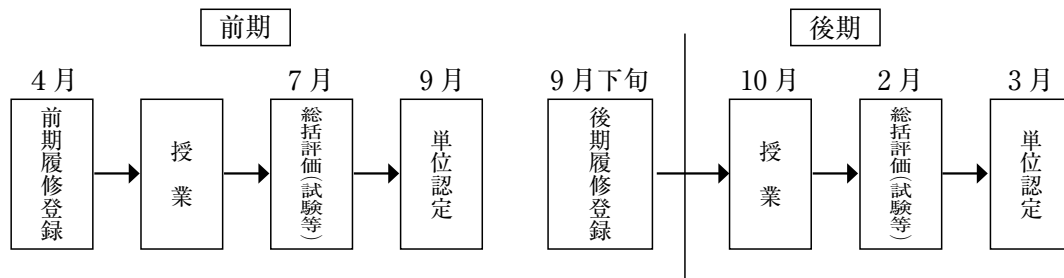 前期
後期
4月
7月
9月
9月下旬
10月
2月
3月
前期履修登録
授業
総括評価(試験等)
単位認定
後期履修登録
授業
総括評価(試験等)
単位認定